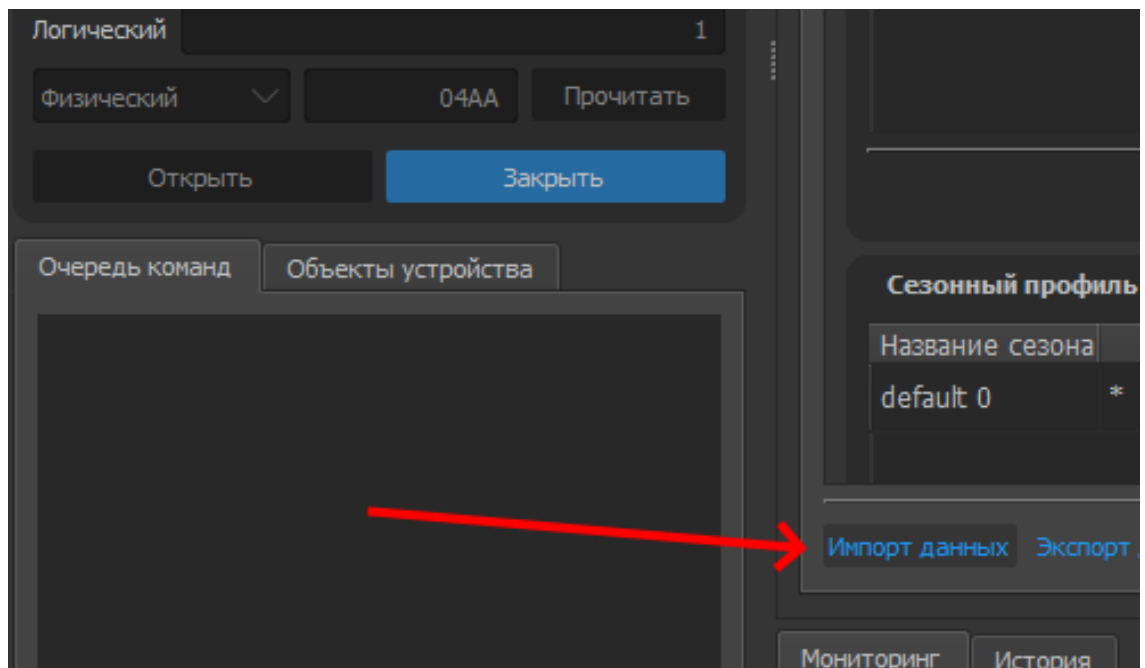 Логический 1
Физический 04AA Прочитать
Открыть Закрыть
Очередь команд Объекты устройства
Сезонный профиль
Название сезона
default 0 *
Импорт данных Экспорт
Мониторинг История